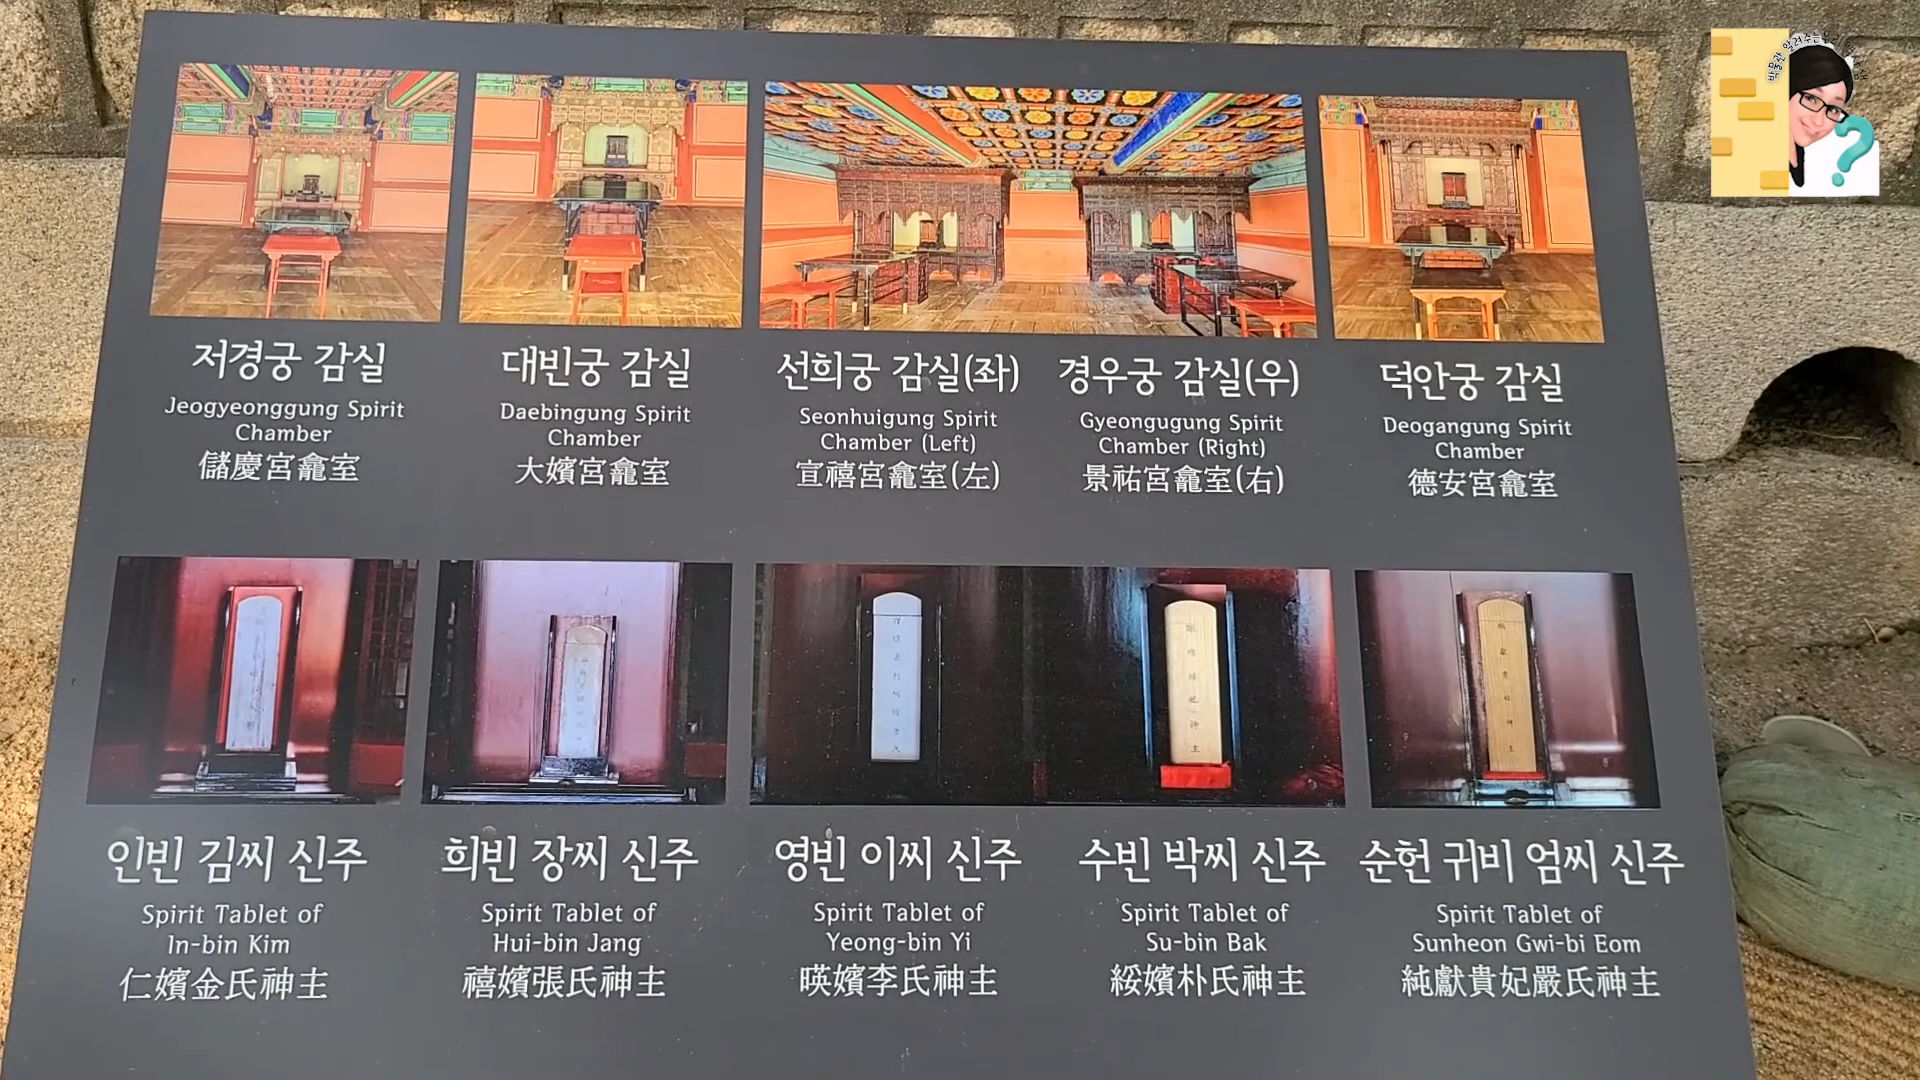 저경궁 감실
Jeogyeonggung Spirit
Chamber
儲慶宮龕室
대빈궁 감실
Daebingung Spirit
Chamber
大嬪宮龕室
선희궁 감실(좌)
Seonhuigung Spirit
Chamber (Left)
宣禧宮龕室(左)
경우궁 감실(우)
Gyeongugung Spirit
Chamber (Right)
景祐宮龕室(右)
덕안궁 감실
Deogangung Spirit
Chamber
德安宮龕室
인빈 김씨 신주
Spirit Tablet of
In-bin Kim
仁嬪金氏神主
희빈 장씨 신주
Spirit Tablet of
Hui-bin Jang
禧嬪張氏神主
영빈 이씨 신주
Spirit Tablet of
Yeong-bin Yi
暎嬪李氏神主
수빈 박씨 신주
Spirit Tablet of
Su-bin Bak
綏嬪朴氏神主
순헌 귀비 엄씨 신주
Spirit Tablet of
Sunheon Gwi-bi Eom
純獻貴妃嚴氏神主